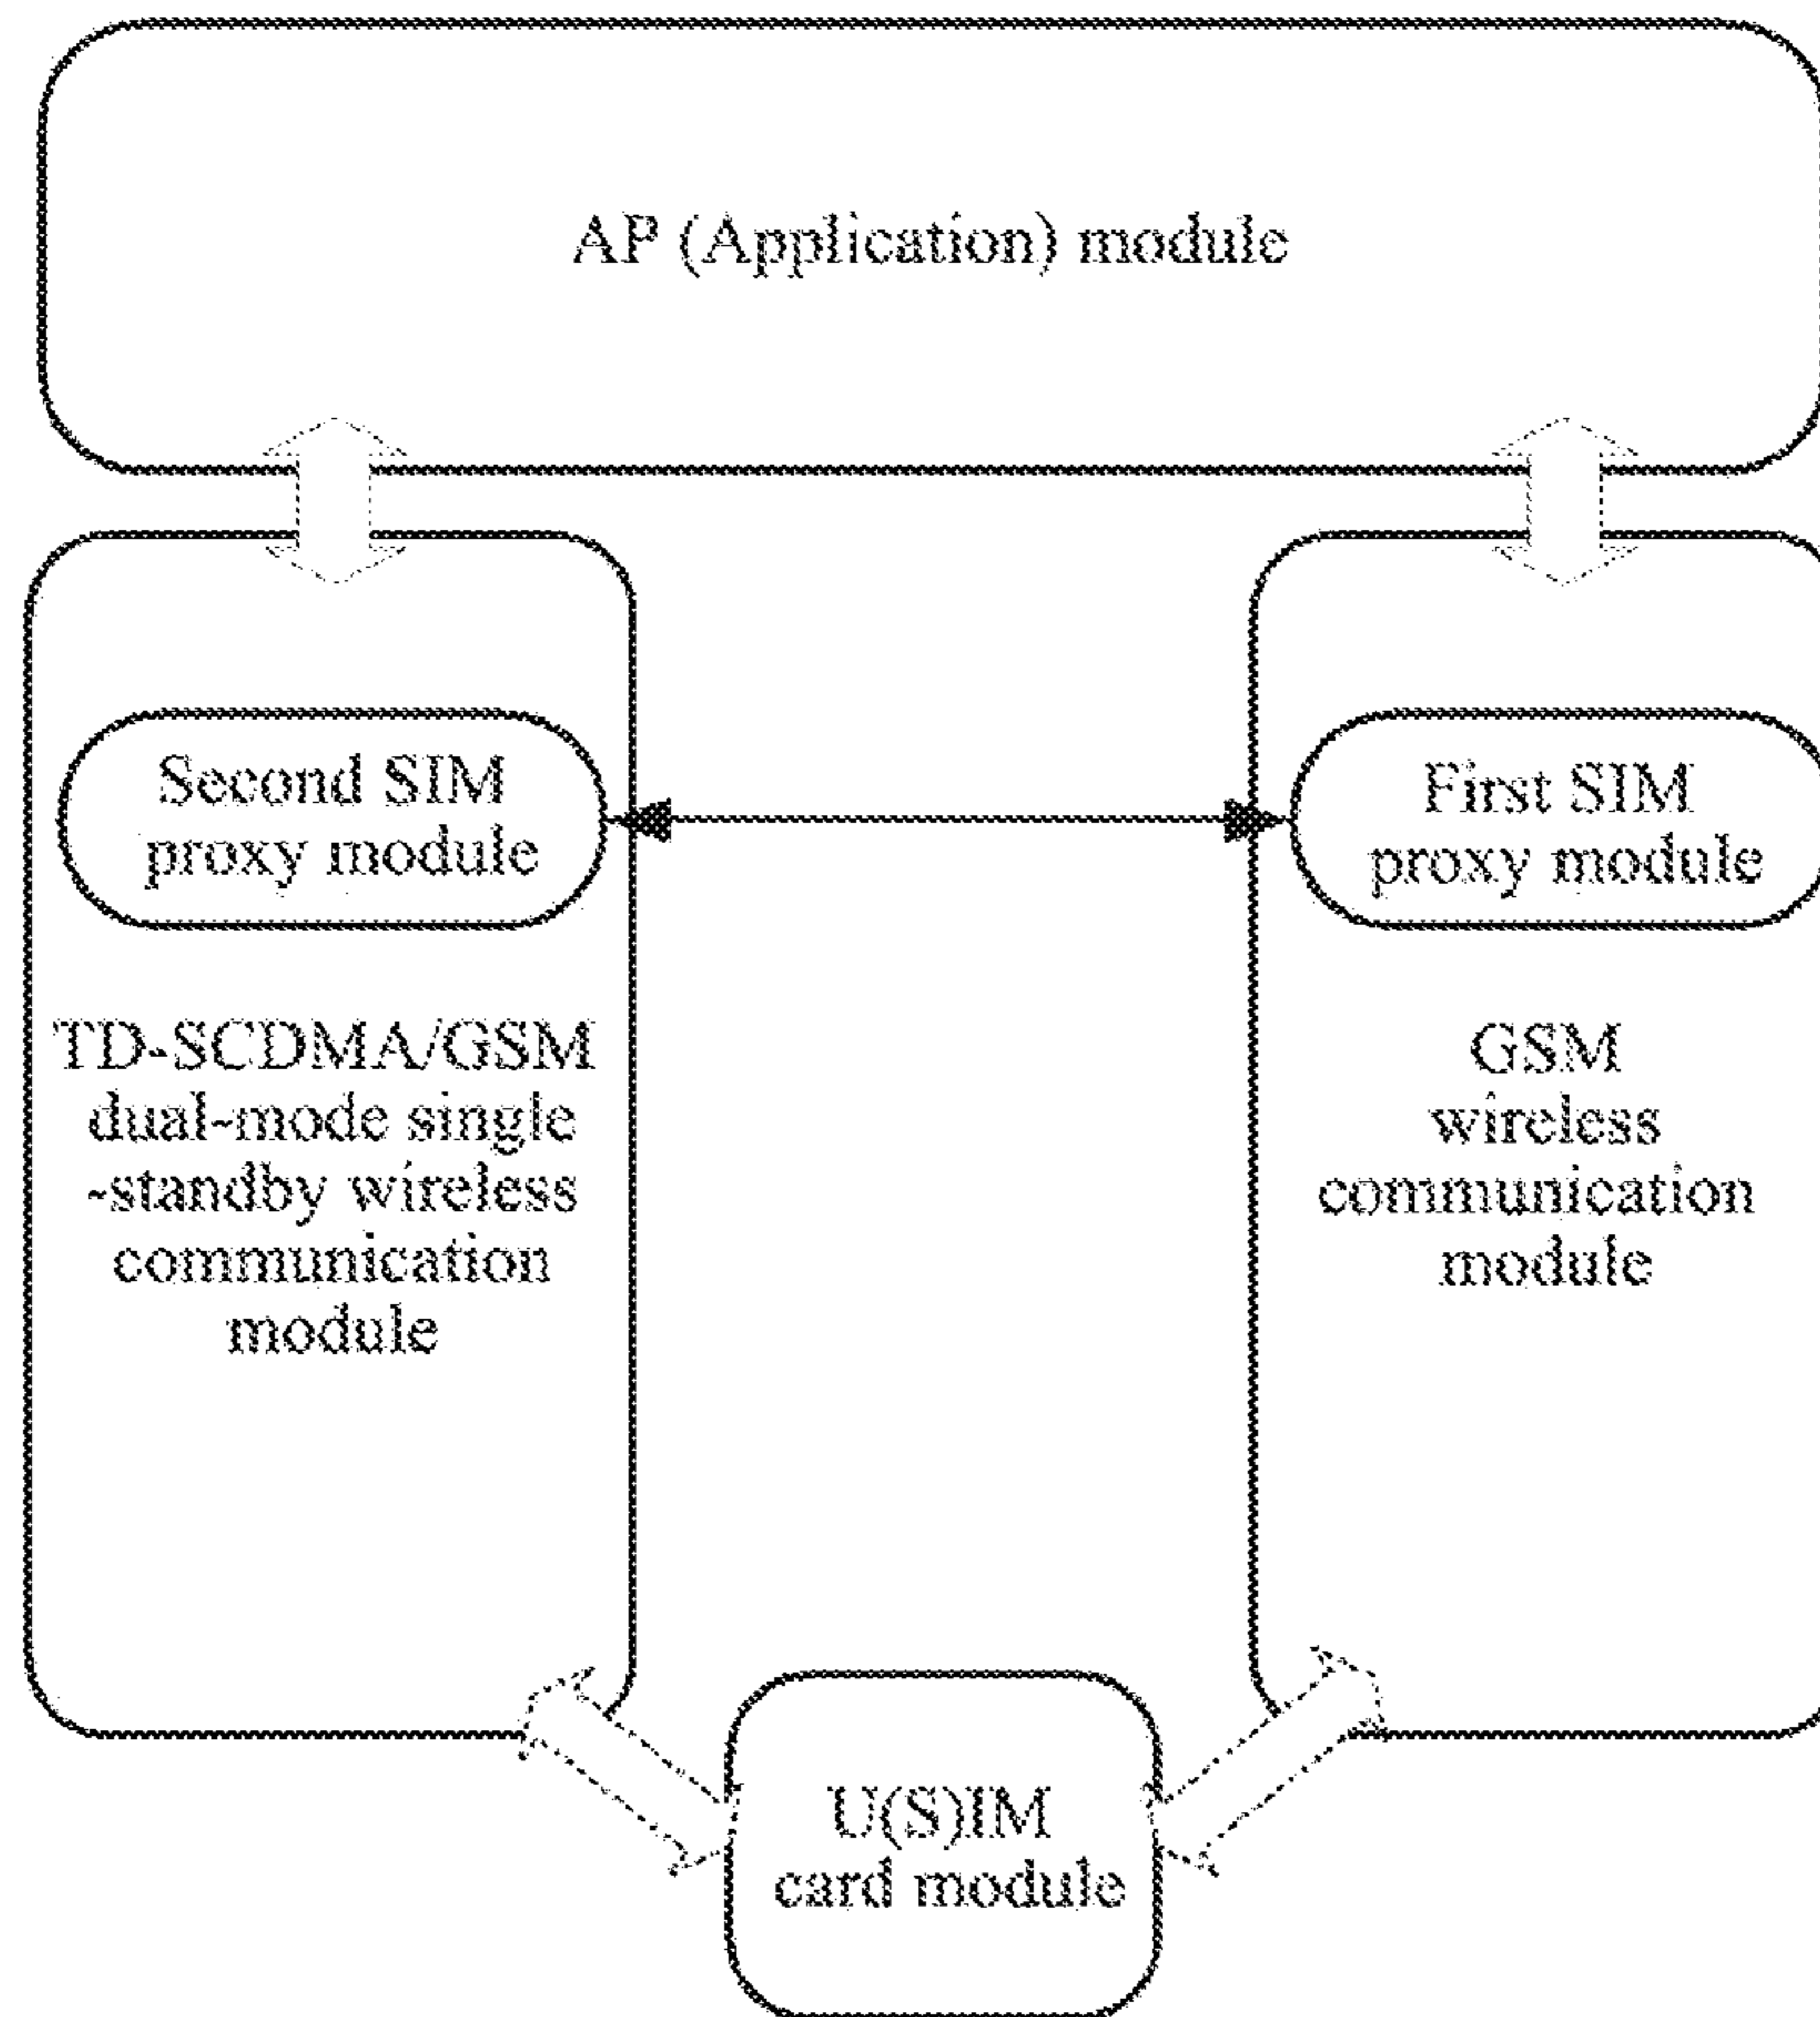 AP (Application) module
Second SIM
proxy module
First SIM
proxy module
TD-SCDMA/GSM
dual-mode single
-standby wireless
communication
module
GSM
wireless
communication
module
U(S)IM
card module